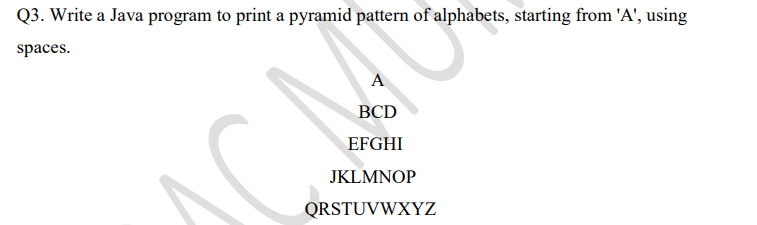 Q3. Write a Java program to print a pyramid pattern of alphabets, starting from 'A', using
spaces.
A
BCD
EFGHI
JKLMNOP
QRSTUVWXYZ